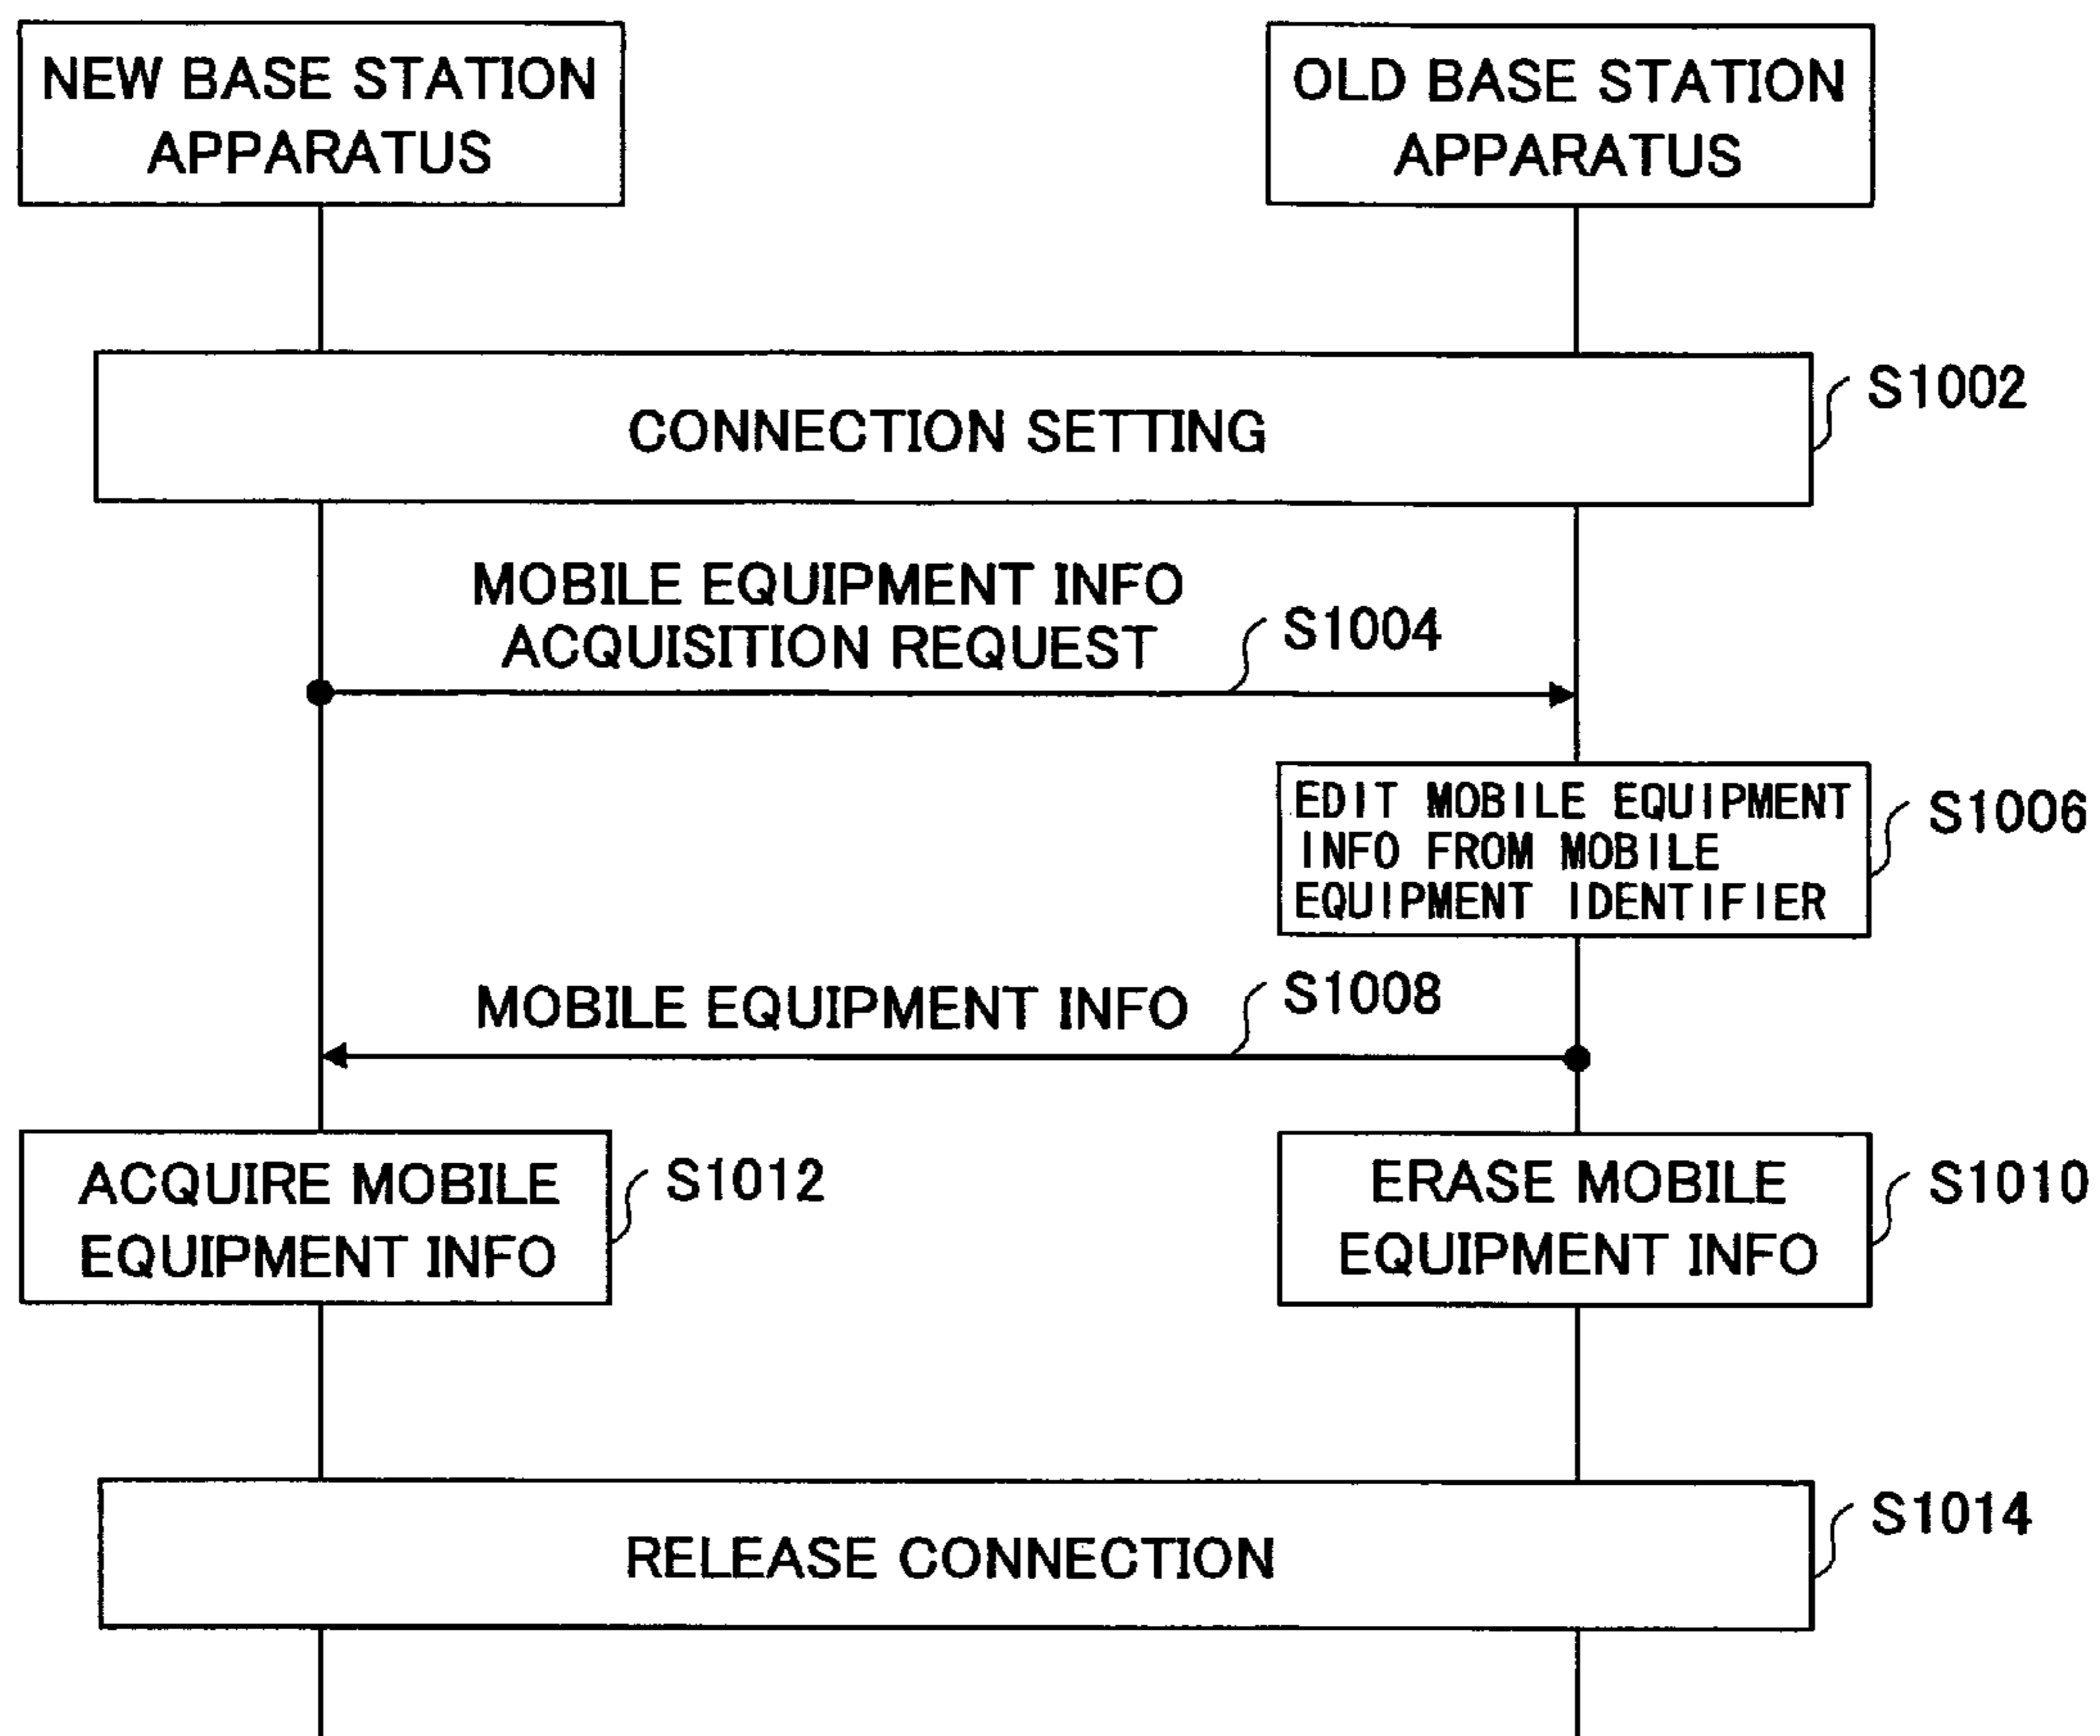 NEW BASE STATION
APPARATUS
OLD BASE STATION
APPARATUS
CONNECTION SETTING
S1002
MOBILE EQUIPMENT INFO
ACQUISITION REQUEST
S1004
EDIT MOBILE EQUIPMENT
INFO FROM MOBILE
EQUIPMENT IDENTIFIER
S1006
MOBILE EQUIPMENT INFO
S1008
ACQUIRE MOBILE
EQUIPMENT INFO
S1012
ERASE MOBILE
EQUIPMENT INFO
S1010
RELEASE CONNECTION
S1014